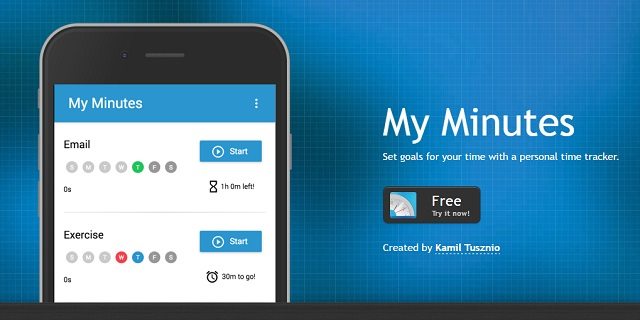 My Minutes
Email
Start
S M T W T F S
0s
1h 0m left!
Exercise
Start
S M T W T F S
0s
30m to go!
My Minutes
Set goals for your time with a personal time tracker.
Free
Try it now!
Created by Kamil Tusznio